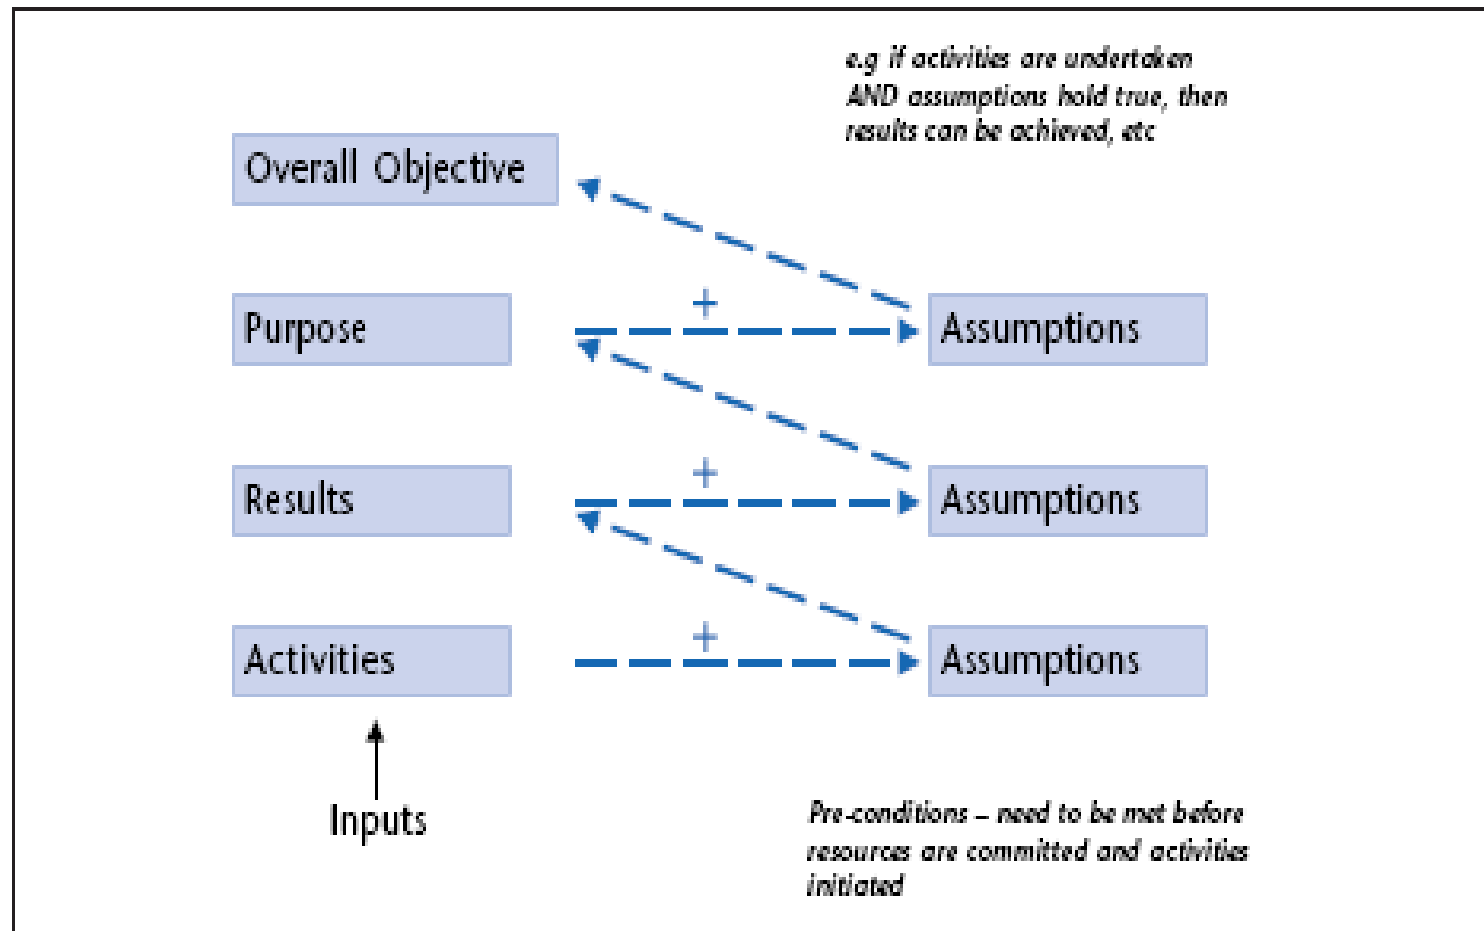 e.g if activities are undertaken
AND assumptions hold true, then
results can be achieved, etc
Overall Objective
+
Purpose
Assumptions
+
Results
Assumptions
+
Activities
Assumptions
Inputs
Pre-conditions – need to be met before
resources are committed and activities
initiated